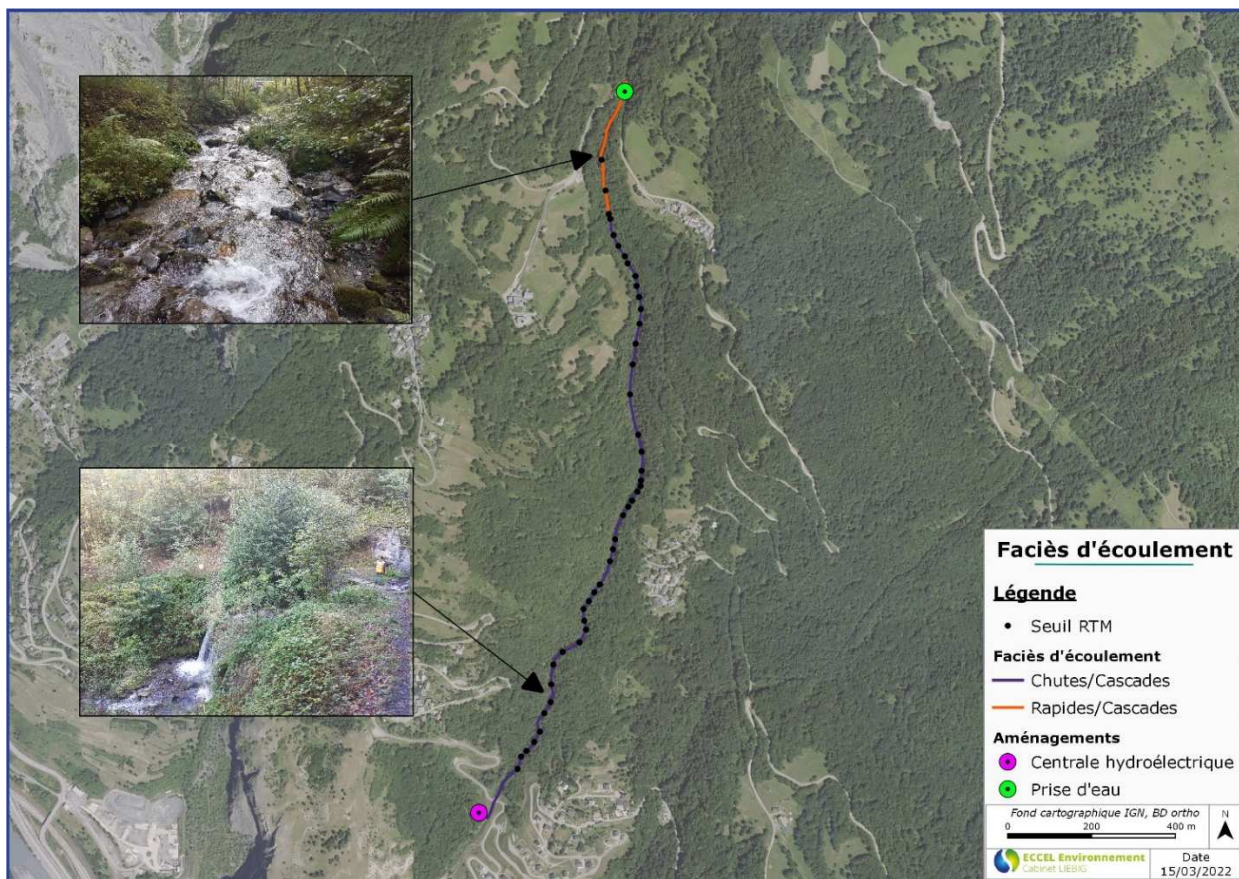 Faciès d'écoulement
Légende
Seuil RTM
Faciès d'écoulement
Chutes/Cascades
Rapides/Cascades
Aménagements
Centrale hydroélectrique
Prise d'eau
Fond cartographique IGN, BD ortho
0 200 400 m
N
ECCEL Environnement
Cabinet LIEBIG
Date
15/03/2022